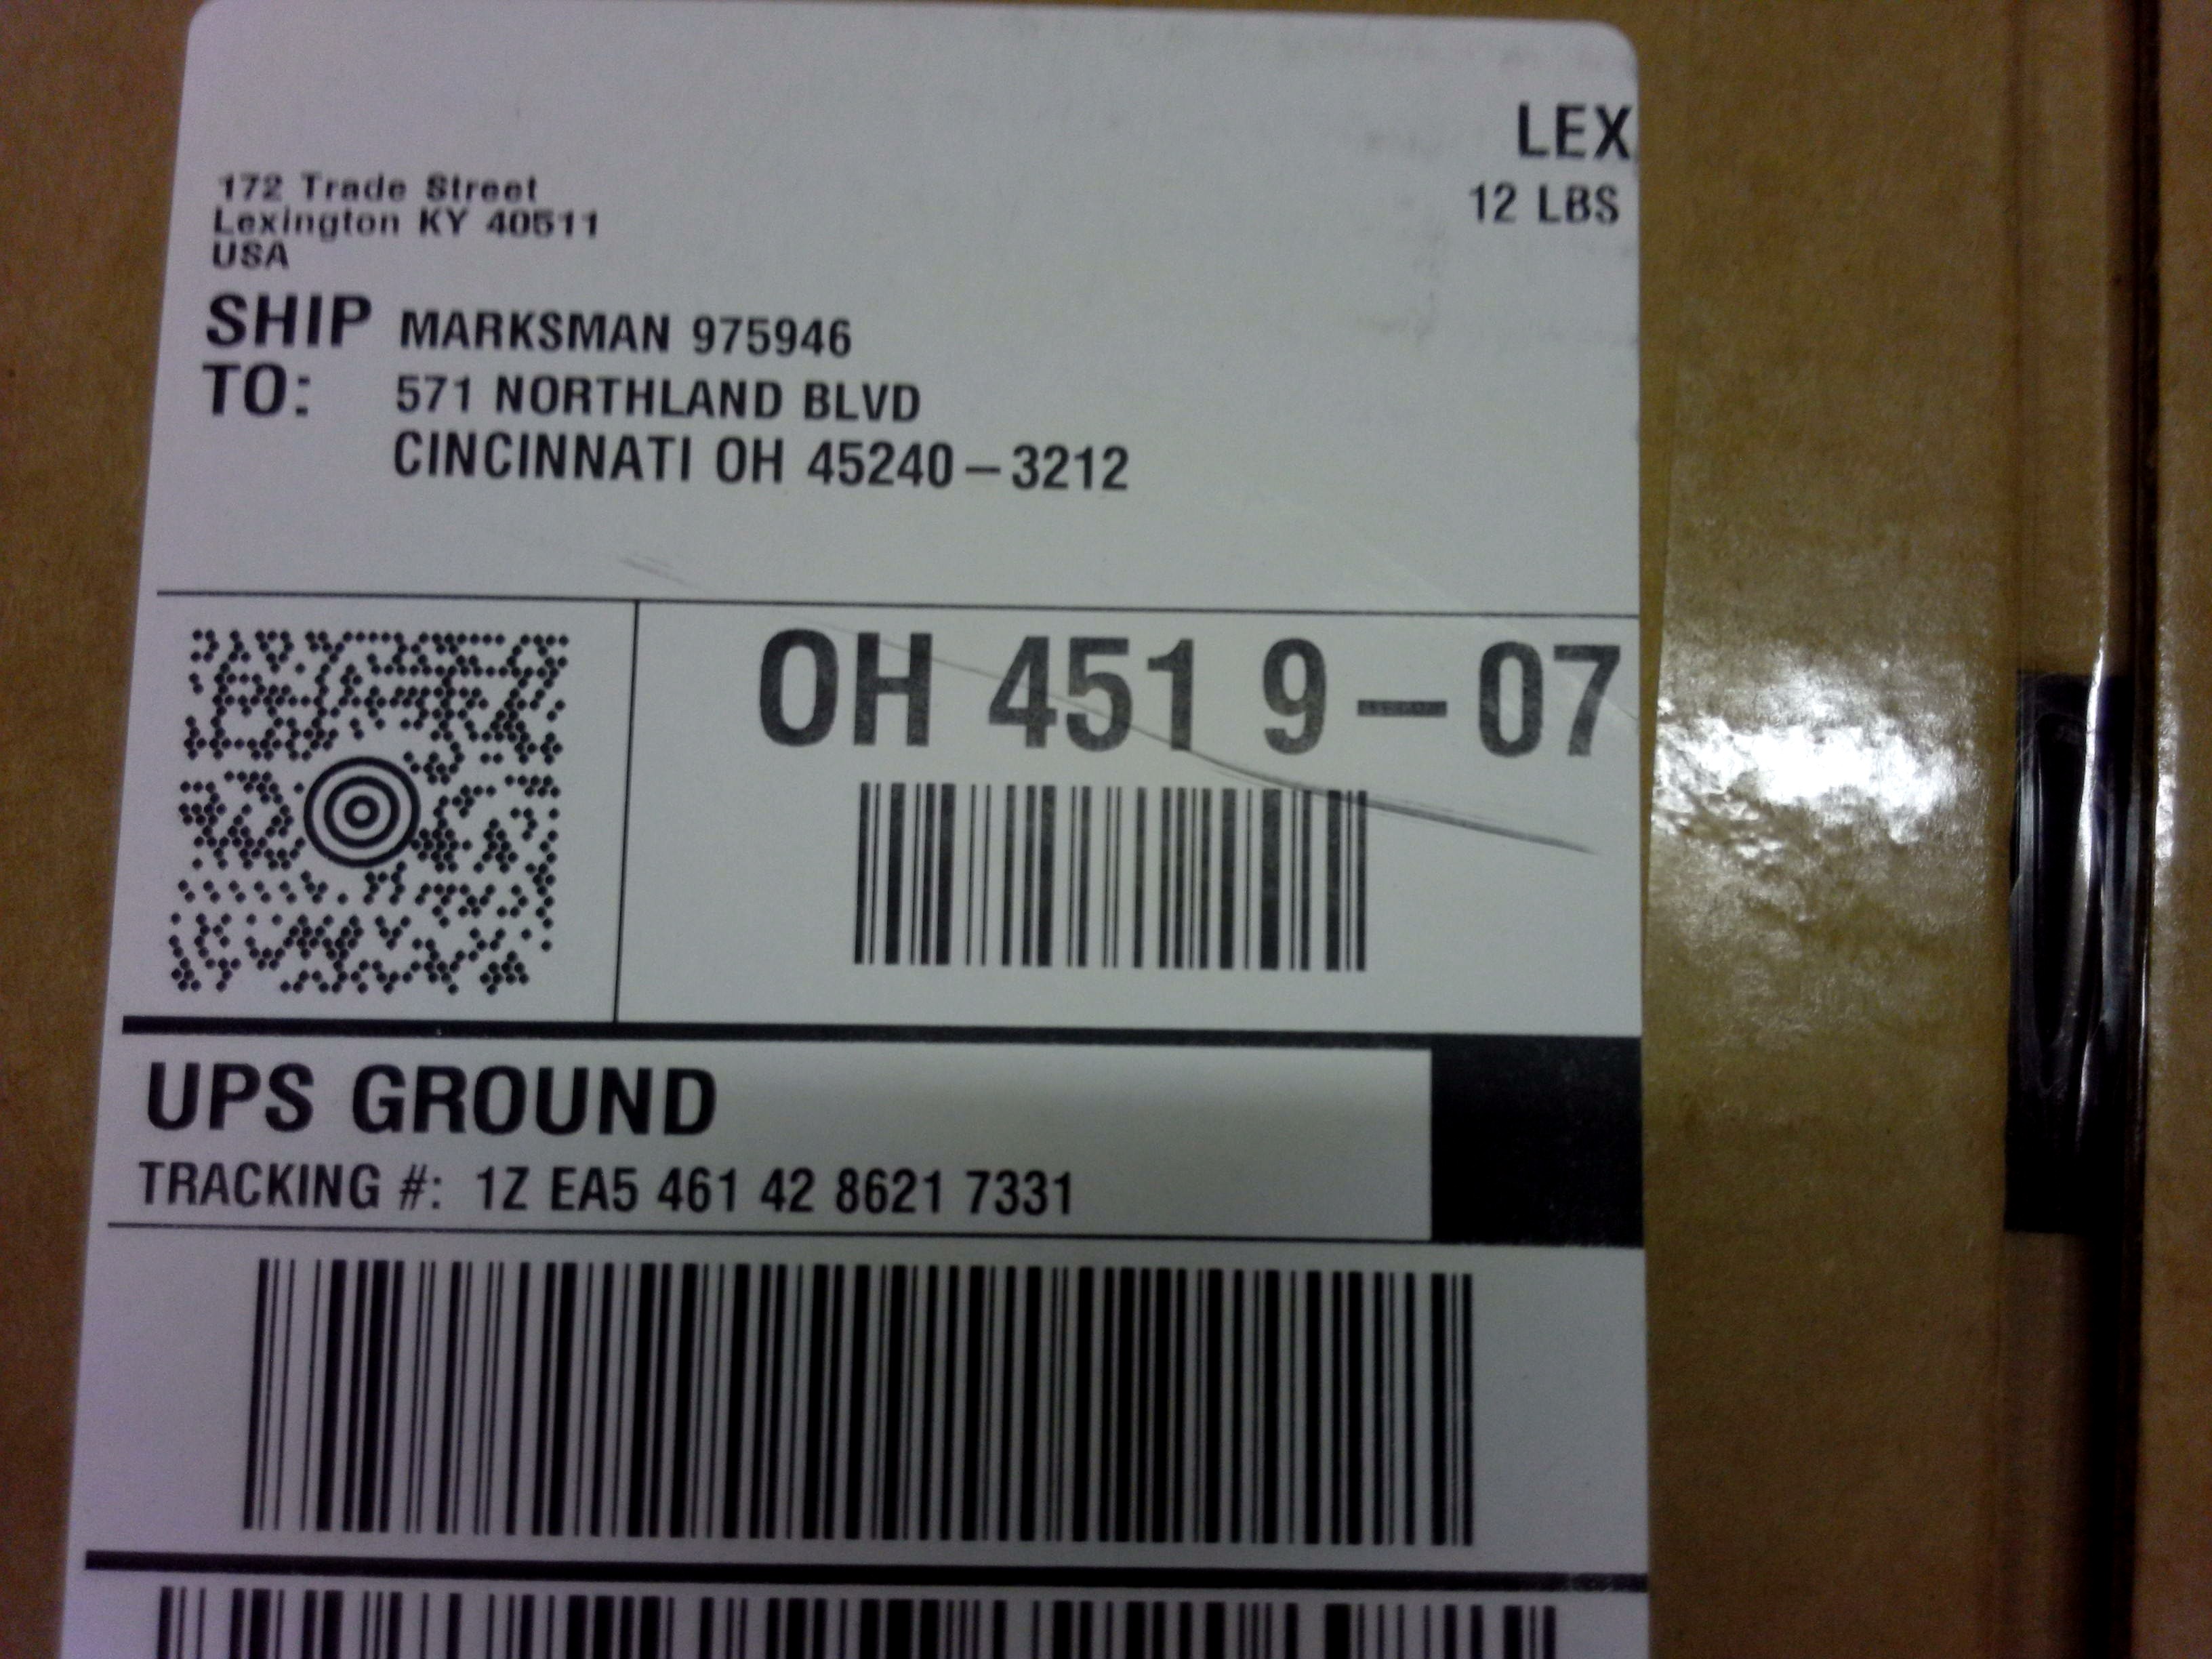 LEX
12 LBS
172 Trade Street
Lexington KY 40511
USA
SHIP TO: MARKSMAN 975946
571 NORTHLAND BLVD
CINCINNATI OH 45240-3212
OH 451 9-07
UPS GROUND
TRACKING #: 1Z EA5 461 42 8621 7331